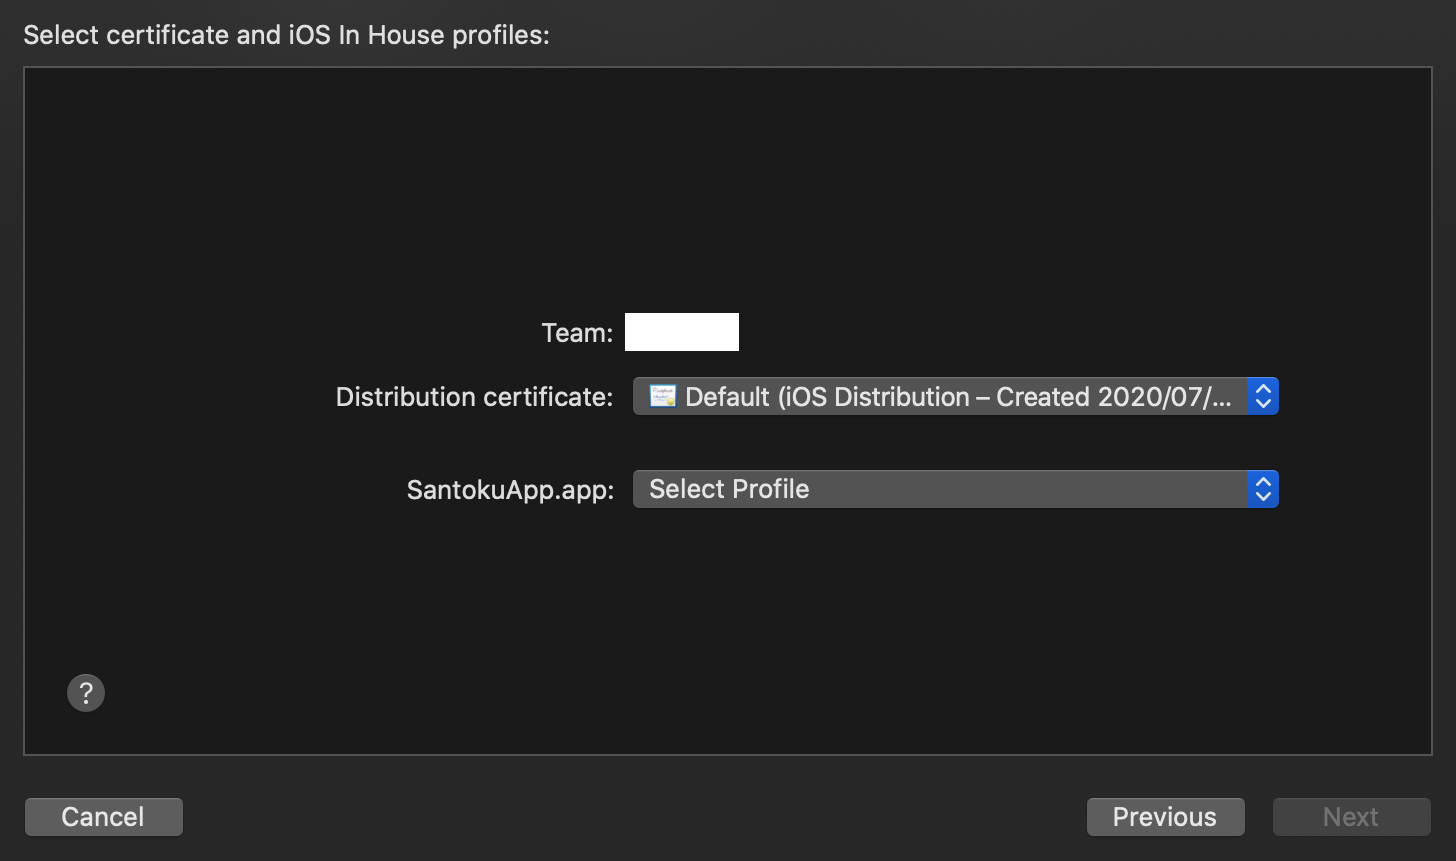 Select certificate and iOS In House profiles:
Team:
Distribution certificate: Default (iOS Distribution – Created 2020/07/...
SantokuApp.app: Select Profile
?
Cancel Previous Next